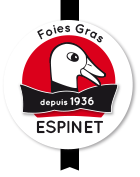 Foies Gras
depuis 1936
ESPINET